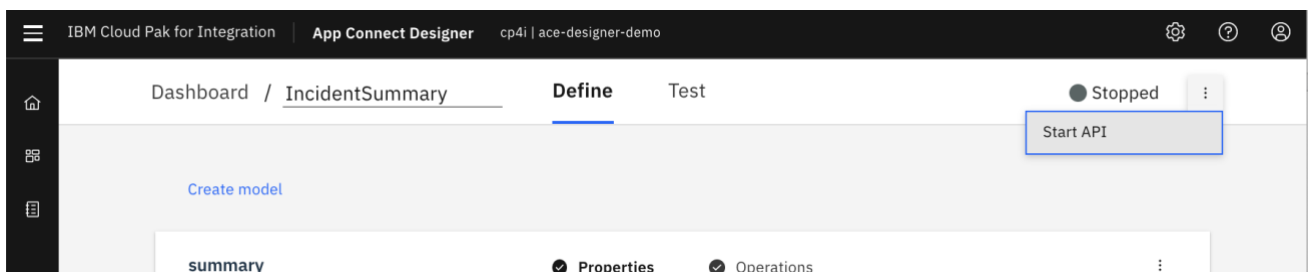 IBM Cloud Pak for Integration App Connect Designer cp4i | ace-designer-demo
Dashboard / IncidentSummary Define Test Stopped
Start API
Create model
summary Properties Operations